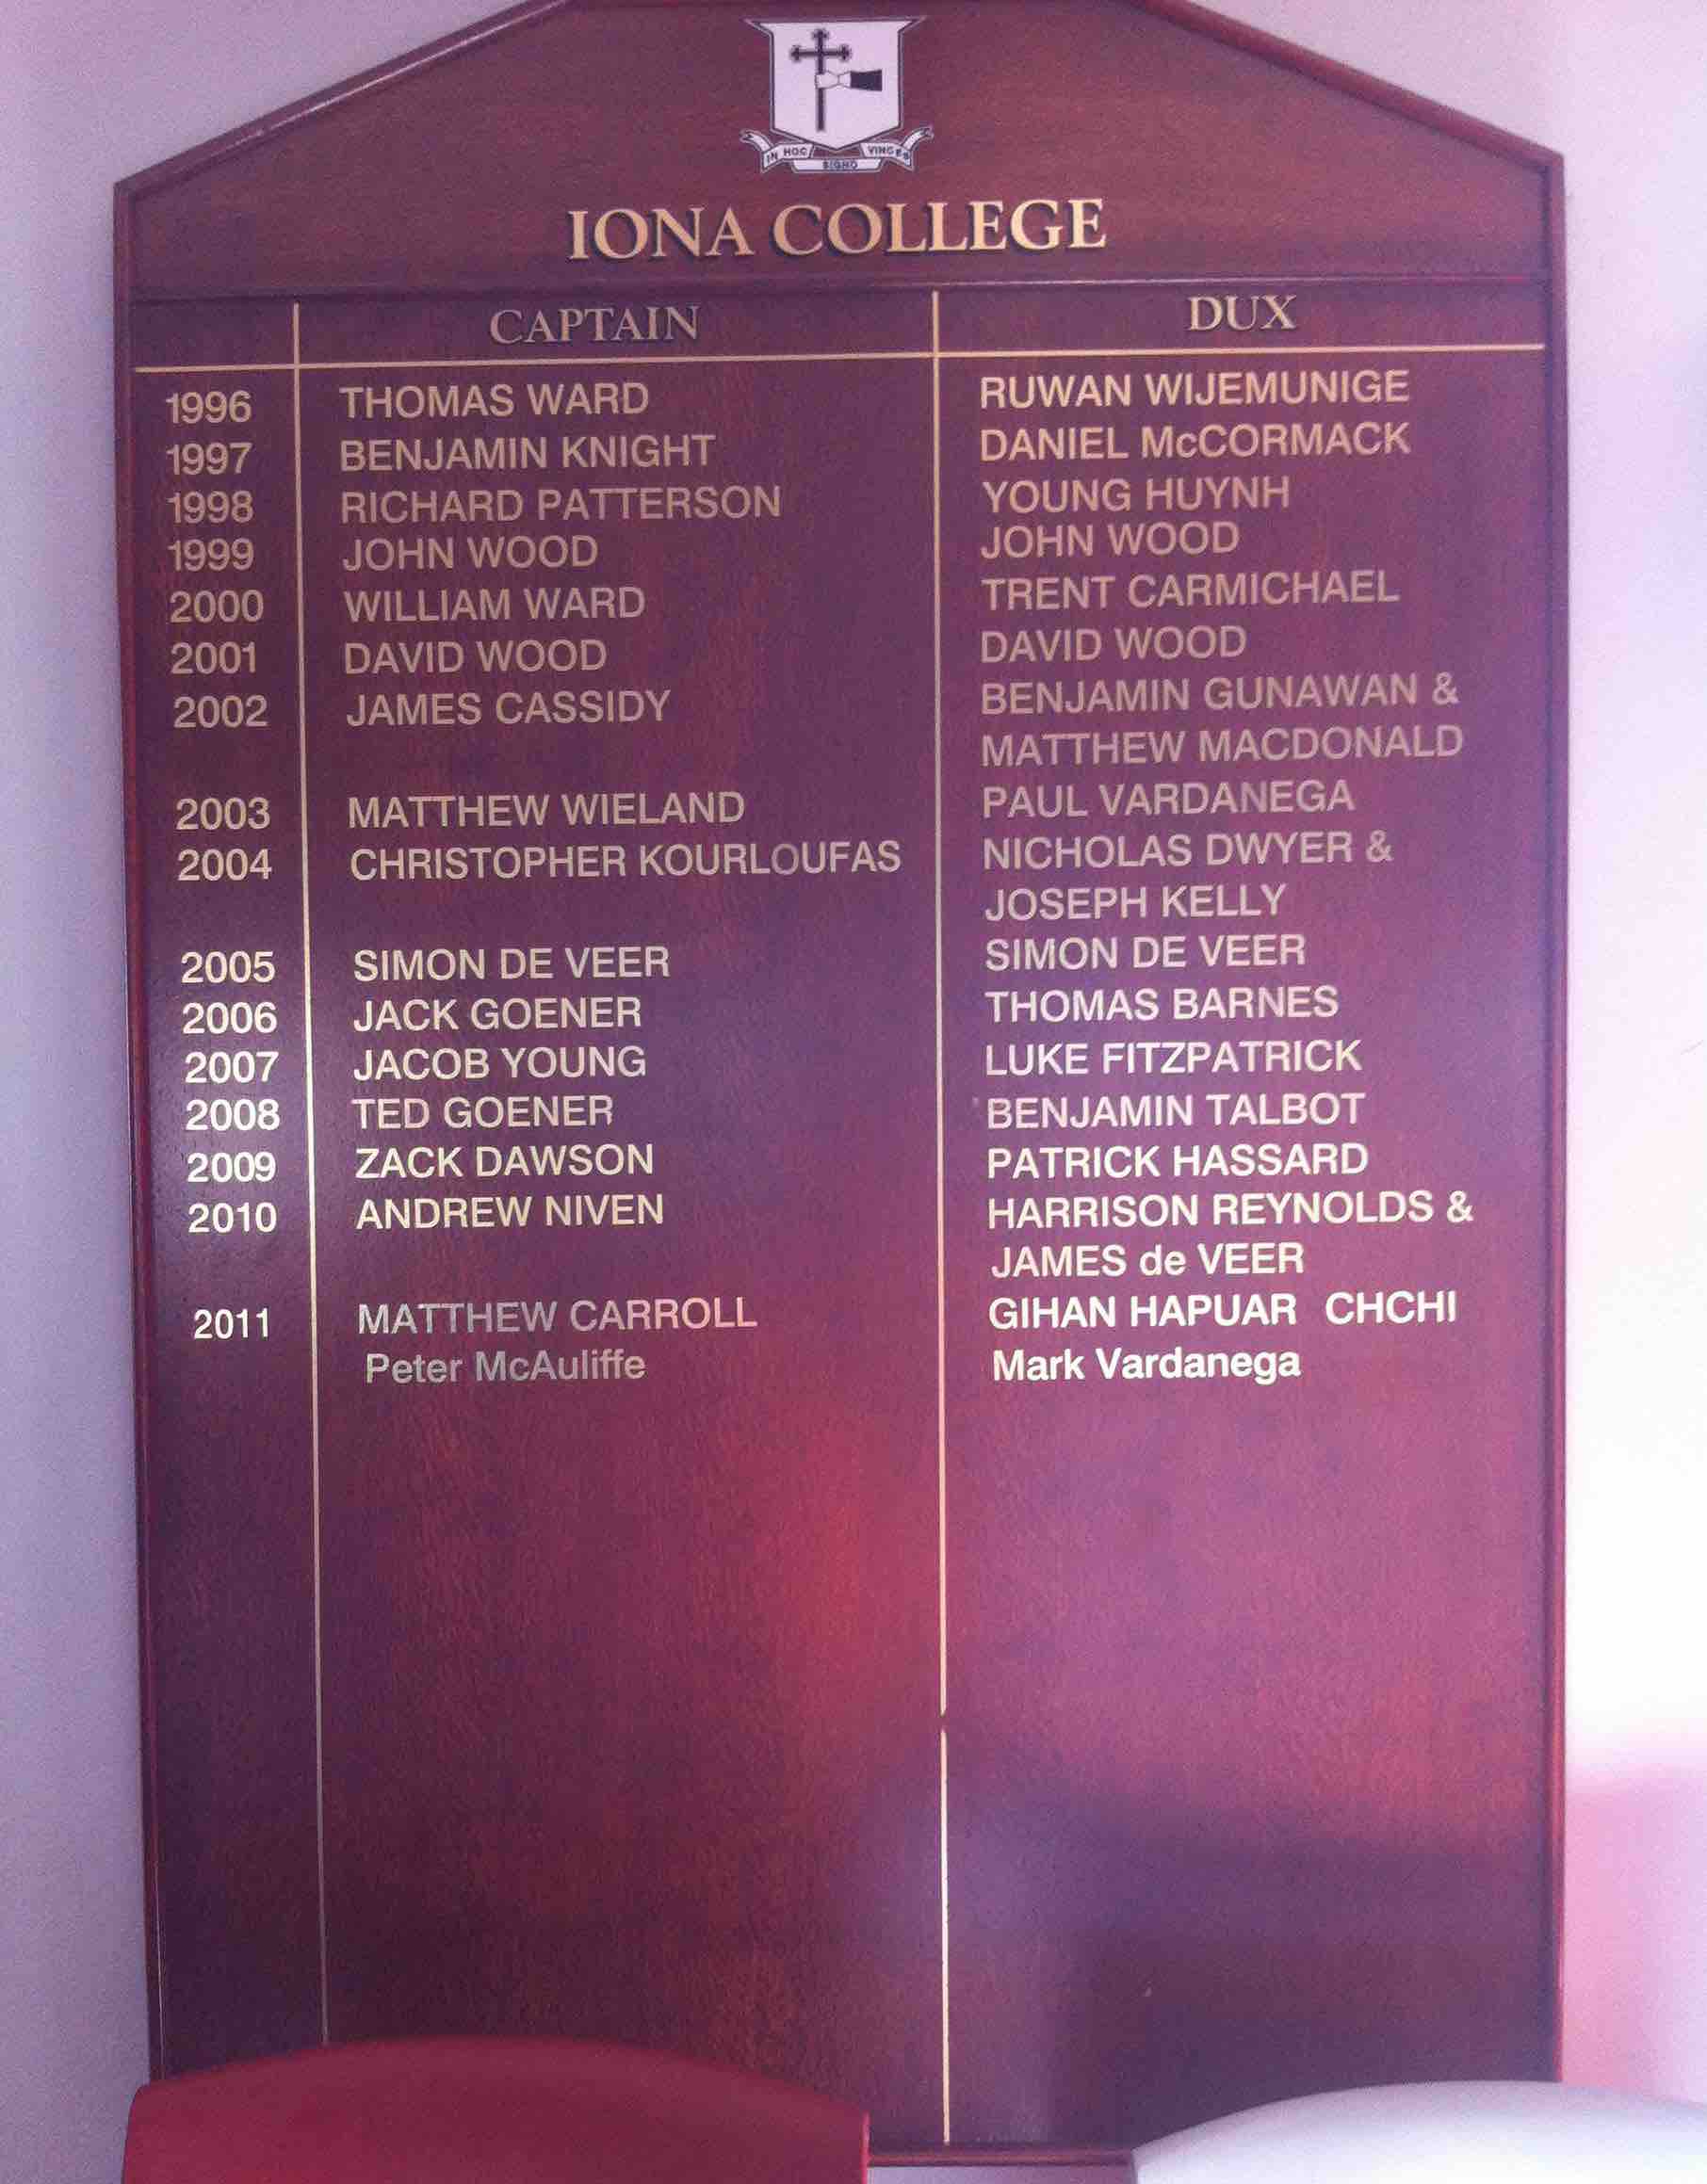 IN HOC SIGNO VINCES
IONA COLLEGE
CAPTAIN DUX
1996 THOMAS WARD RUWAN WIJEMUNIGE
1997 BENJAMIN KNIGHT DANIEL McCORMACK
1998 RICHARD PATTERSON YOUNG HUYNH
1999 JOHN WOOD JOHN WOOD
2000 WILLIAM WARD TRENT CARMICHAEL
2001 DAVID WOOD DAVID WOOD
2002 JAMES CASSIDY BENJAMIN GUNAWAN &
MATTHEW MACDONALD
2003 MATTHEW WIELAND PAUL VARDANEGA
2004 CHRISTOPHER KOURLOUFAS NICHOLAS DWYER &
JOSEPH KELLY
2005 SIMON DE VEER SIMON DE VEER
2006 JACK GOENER THOMAS BARNES
2007 JACOB YOUNG LUKE FITZPATRICK
2008 TED GOENER BENJAMIN TALBOT
2009 ZACK DAWSON PATRICK HASSARD
2010 ANDREW NIVEN HARRISON REYNOLDS &
JAMES de VEER
2011 MATTHEW CARROLL GIHAN HAPUAR CHCHI
Peter McAuliffe Mark Vardanega